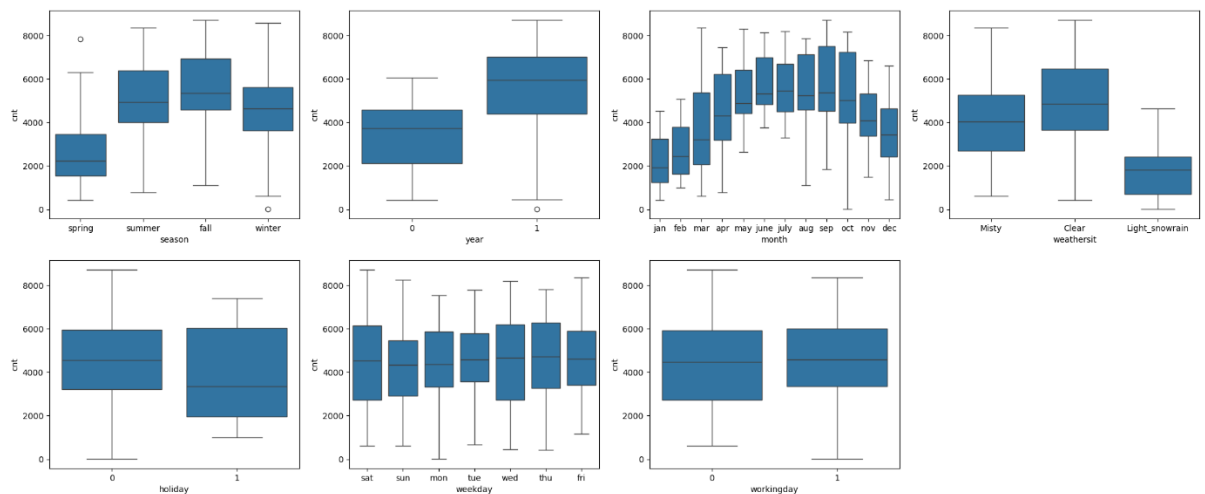 8000
6000
4000
2000
0
cnt
spring summer fall winter
season
8000
6000
4000
2000
0
cnt
0 1
year
8000
6000
4000
2000
0
cnt
jan feb mar apr may june july aug sep oct nov dec
month
8000
6000
4000
2000
0
cnt
Misty Clear Light_snowrain
weathersit
8000
6000
4000
2000
0
cnt
0 1
holiday
8000
6000
4000
2000
0
cnt
sat sun mon tue wed thu fri
weekday
8000
6000
4000
2000
0
cnt
0 1
workingday